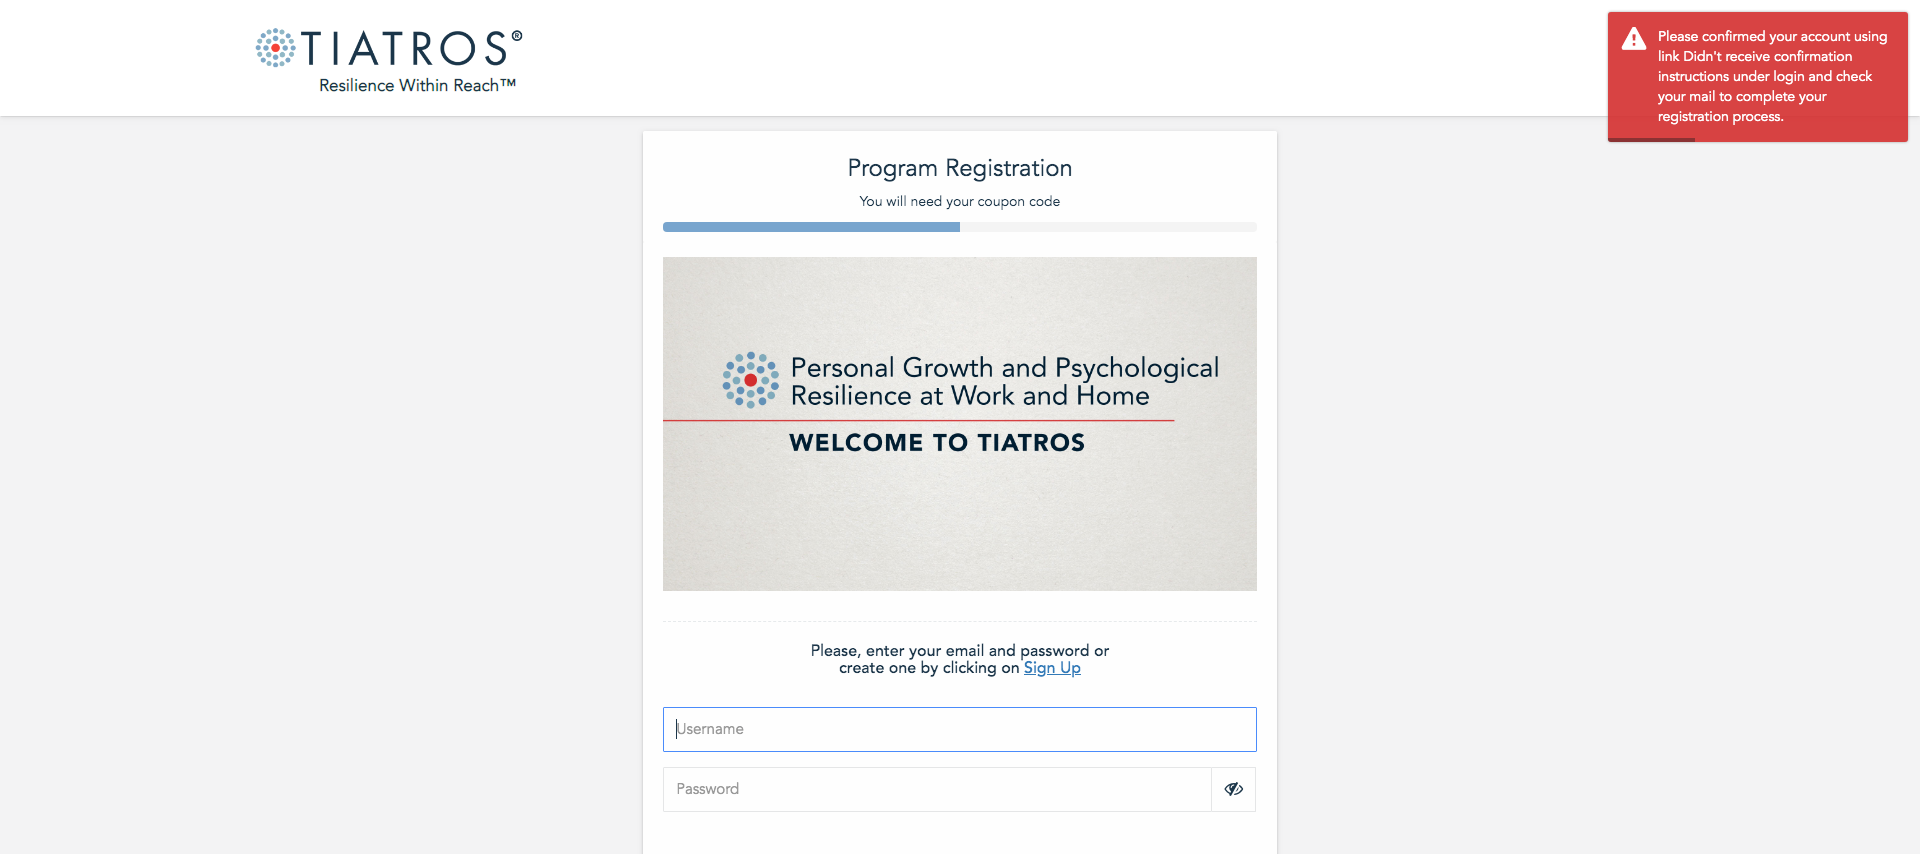 TIATROS®
Resilience Within Reach™
Please confirmed your account using
link Didn't receive confirmation
instructions under login and check
your mail to complete your
registration process.
Program Registration
You will need your coupon code
Personal Growth and Psychological
Resilience at Work and Home
WELCOME TO TIATROS
Please, enter your email and password or
create one by clicking on Sign Up
Username
Password